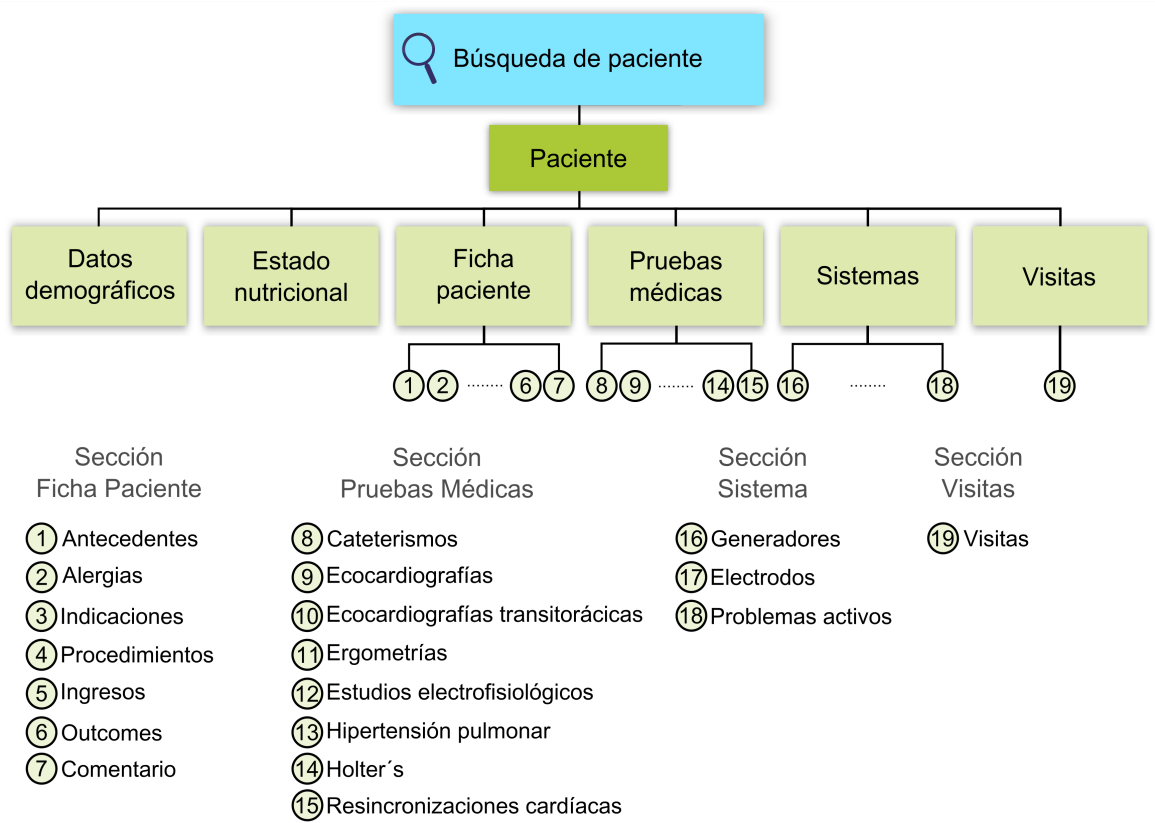 Búsqueda de paciente
Paciente
Datos
demográficos
Estado
nutricional
Ficha
paciente
Pruebas
médicas
Sistemas
Visitas
1 2 ........ 6 7
8 9 ........ 14 15
16 ........ 18
19
Sección
Ficha Paciente
1 Antecedentes
2 Alergias
3 Indicaciones
4 Procedimientos
5 Ingresos
6 Outcomes
7 Comentario
Sección
Pruebas Médicas
8 Cateterismos
9 Ecocardiografías
10 Ecocardiografías transitorácicas
11 Ergometrías
12 Estudios electrofisiológicos
13 Hipertensión pulmonar
14 Holter´s
15 Resincronizaciones cardíacas
Sección
Sistema
16 Generadores
17 Electrodos
18 Problemas activos
Sección
Visitas
19 Visitas